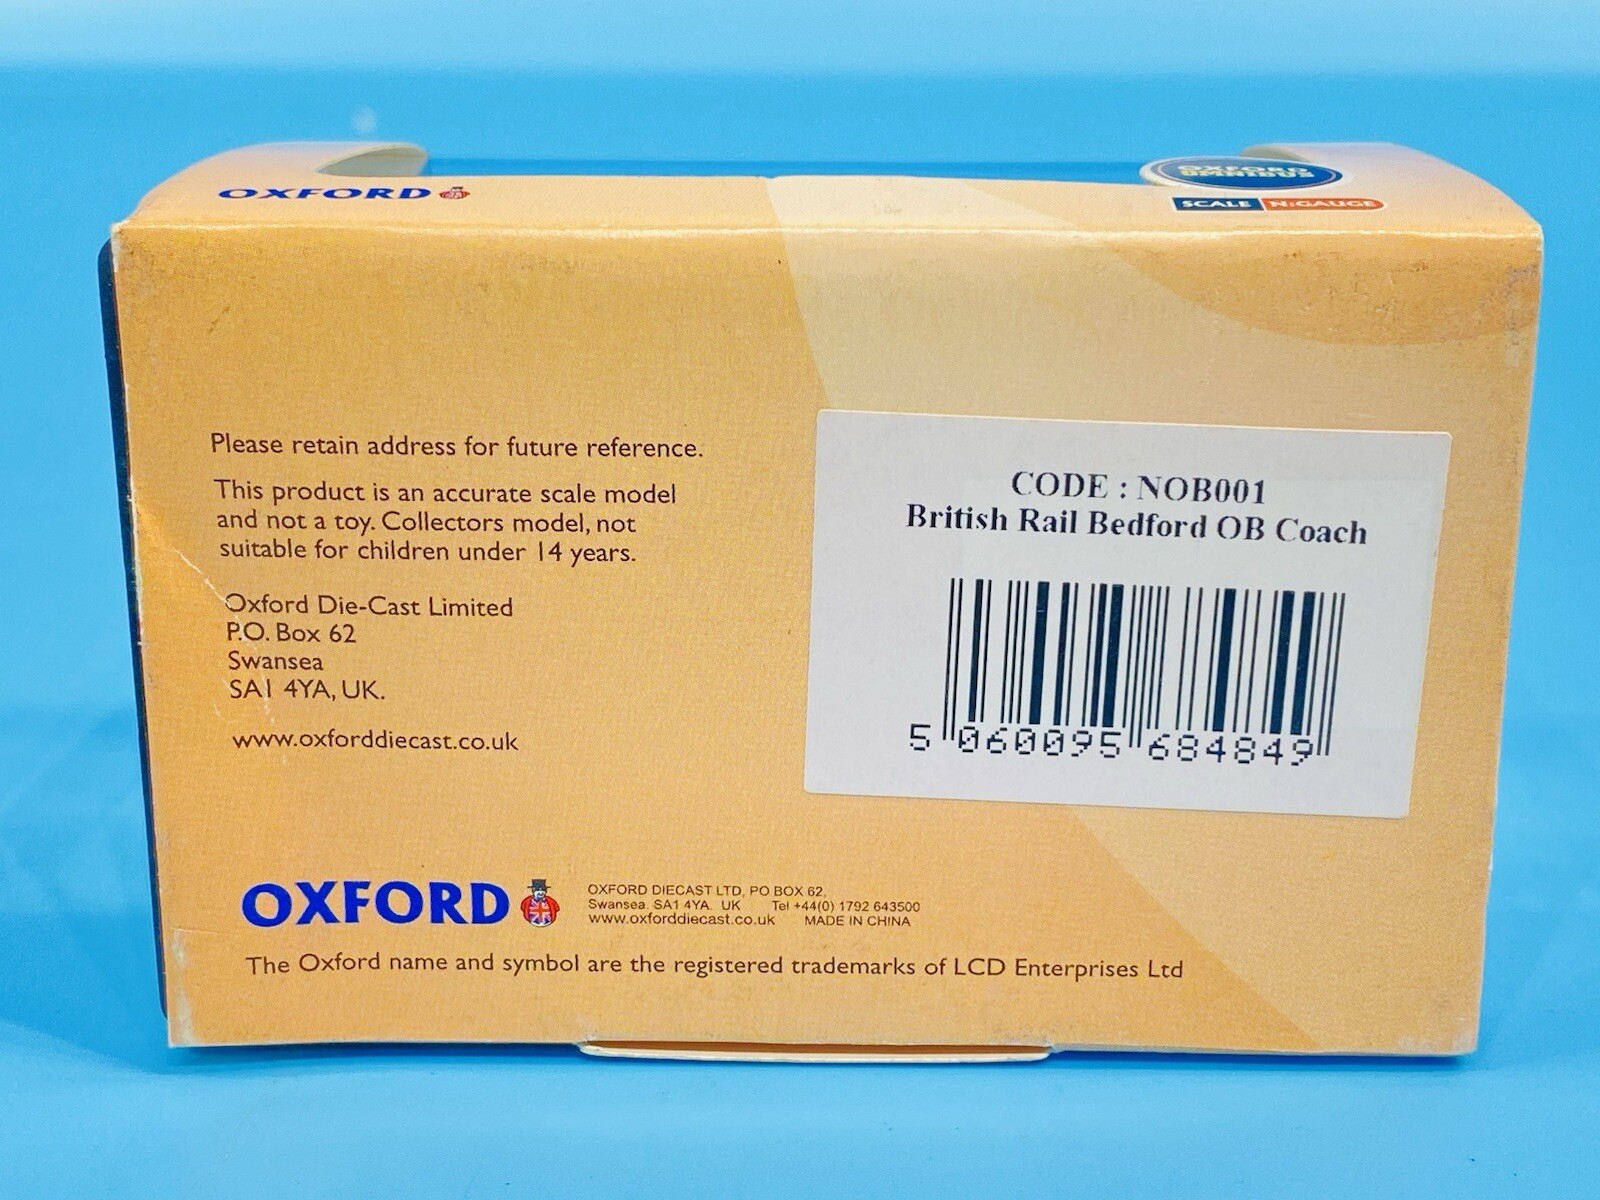 OXFORD
OXFORD
OMNIBUS
SCALE N:GAUGE
Please retain address for future reference.
This product is an accurate scale model
and not a toy. Collectors model, not
suitable for children under 14 years.
Oxford Die-Cast Limited
P.O. Box 62
Swansea
SA1 4YA, UK.
www.oxforddiecast.co.uk
CODE : NOB001
British Rail Bedford OB Coach
5 060095 684849
OXFORD
OXFORD DIECAST LTD, PO BOX 62,
Swansea. SA1 4YA. UK Tel +44(0) 1792 643500
www.oxforddiecast.co.uk MADE IN CHINA
The Oxford name and symbol are the registered trademarks of LCD Enterprises Ltd